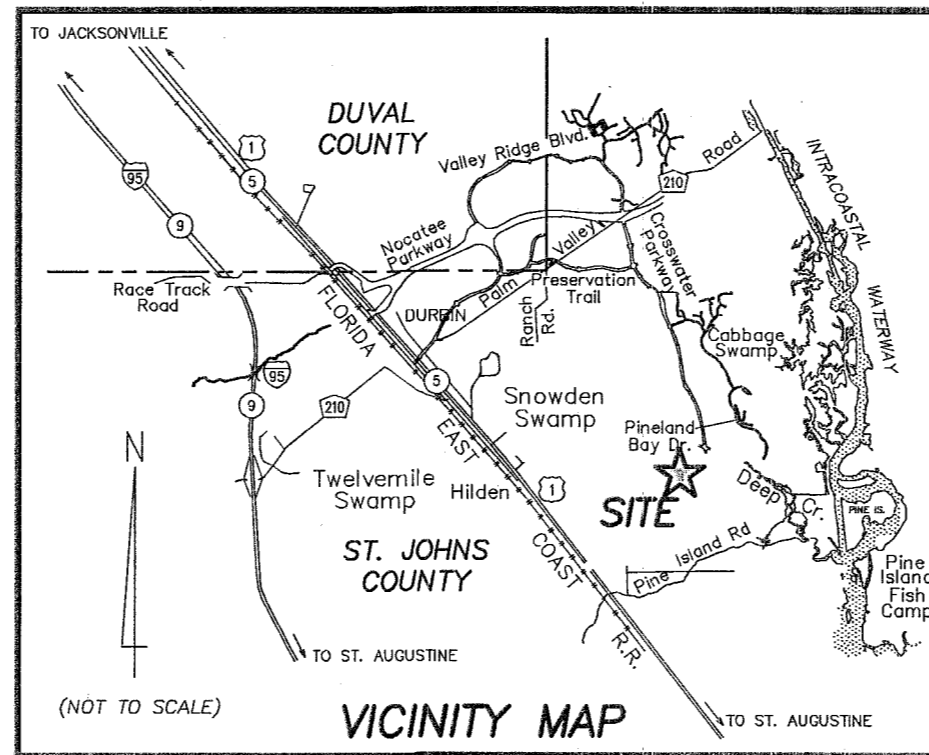 TO JACKSONVILLE
DUVAL
COUNTY
1
5
95
9
Valley Ridge Blvd.
210
Road
INTRACOASTAL
WATERWAY
Nocatee
Parkway
Valley
Palm
Crosswater
Parkway
Race Track
Road
FLORIDA
DURBIN
Ranch
Rd.
Preservation
Trail
Cabbage
Swamp
95
9
210
5
EAST
Snowden
Swamp
Pineland
Bay Dr.
N
Twelvemile
Swamp
Hilden
1
SITE
Deep
Cr.
PINE IS.
ST. JOHNS
COUNTY
COAST
Pine Island Rd
Pine
Island
Fish
Camp
R.R.
TO ST. AUGUSTINE
(NOT TO SCALE)
VICINITY MAP
TO ST. AUGUSTINE